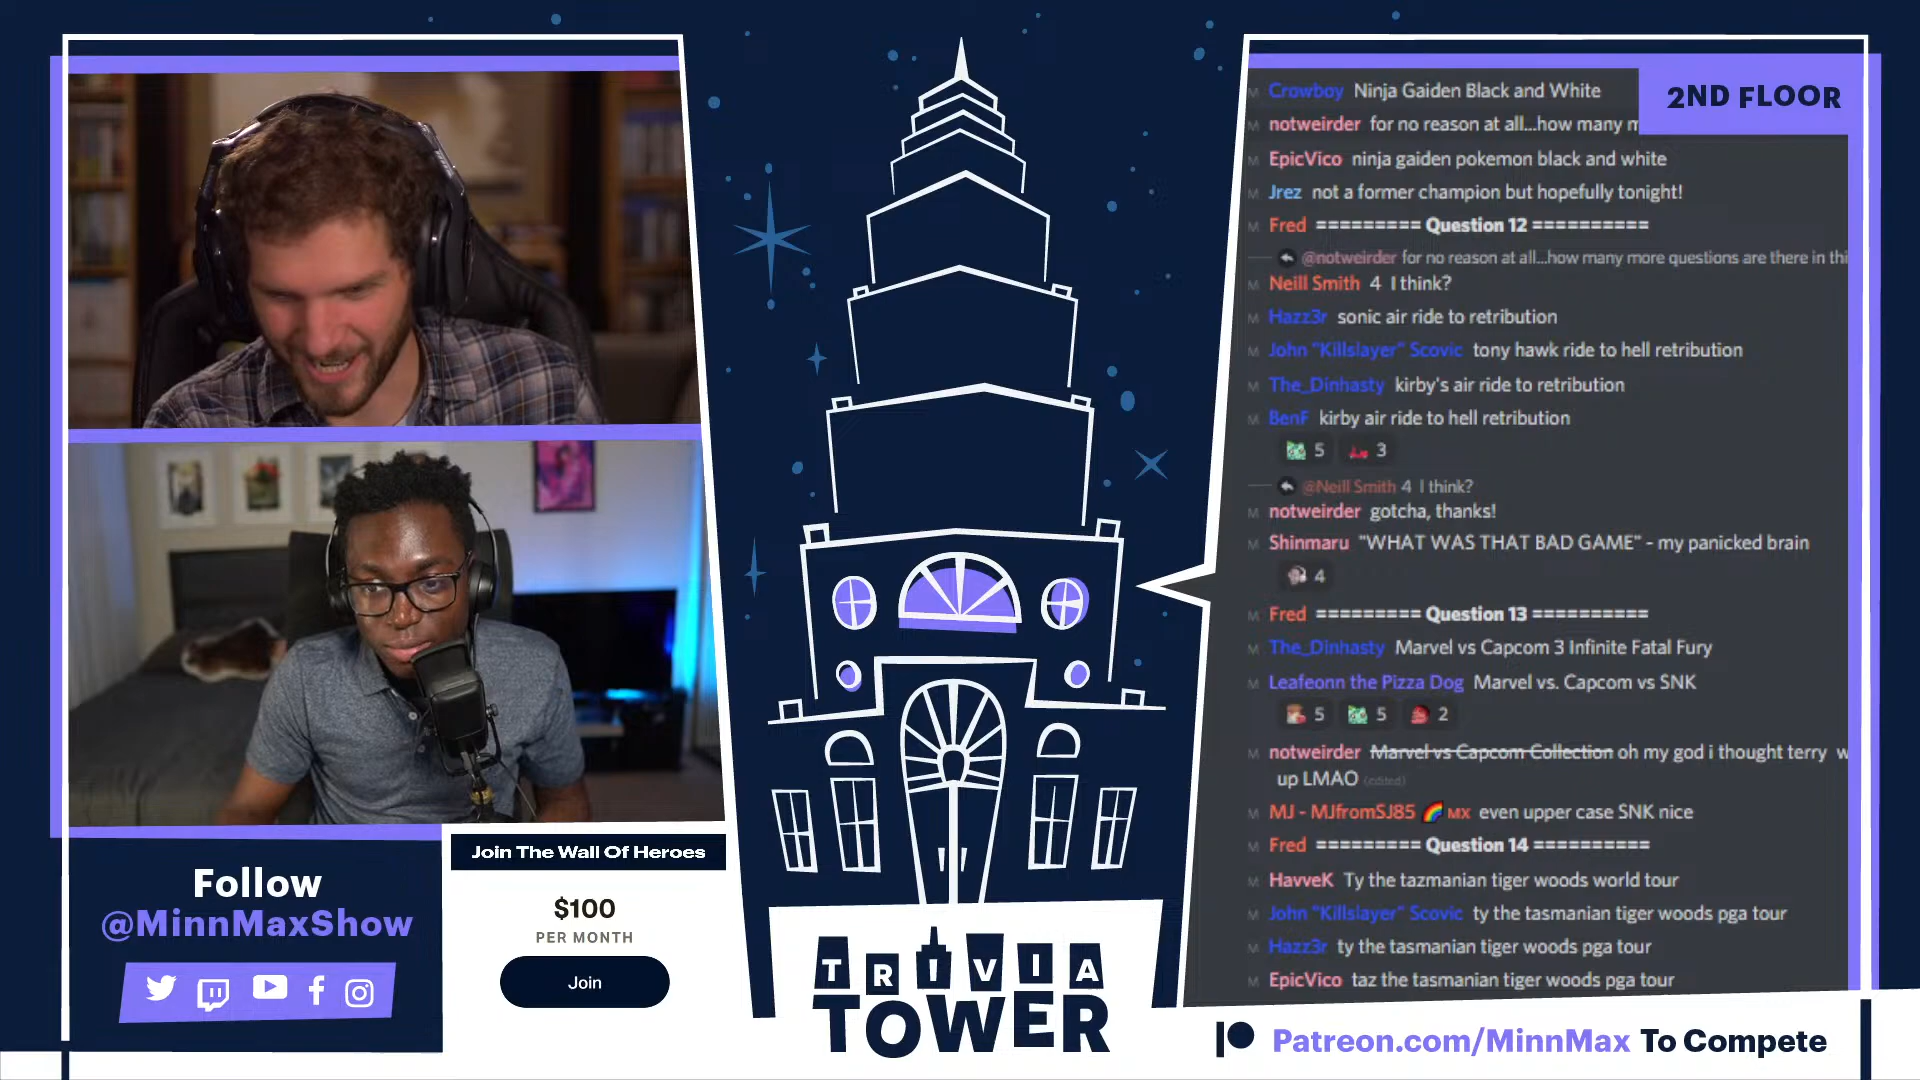 2ND FLOOR
Crowboy Ninja Gaiden Black and White
notweirder for no reason at all...how many m
EpicVico ninja gaiden pokemon black and white
Jrez not a former champion but hopefully tonight!
Fred ========= Question 12 ==========
@notweirder for no reason at all...how many more questions are there in thi
Neill Smith 4 I think?
Hazz3r sonic air ride to retribution
John "Killslayer" Scovic tony hawk ride to hell retribution
The_Dinhasty kirby's air ride to retribution
BenF kirby air ride to hell retribution
5 3
@Neill Smith 4 I think?
notweirder gotcha, thanks!
Shinmaru "WHAT WAS THAT BAD GAME" - my panicked brain
4
Fred ========= Question 13 ==========
The_Dinhasty Marvel vs Capcom 3 Infinite Fatal Fury
Leafeonn the Pizza Dog Marvel vs. Capcom vs SNK
5 5 2
notweirder Marvel vs Capcom Collection oh my god i thought terry w
up LMAO (edited)
MJ - MJfromSJ85 MX even upper case SNK nice
Fred ========= Question 14 ==========
HavveK Ty the tazmanian tiger woods world tour
John "Killslayer" Scovic ty the tasmanian tiger woods pga tour
Hazz3r ty the tasmanian tiger woods pga tour
EpicVico taz the tasmanian tiger woods pga tour
Join The Wall Of Heroes
$100
PER MONTH
Join
Follow
@MinnMaxShow
TRIVIA
TOWER
Patreon.com/MinnMax To Compete